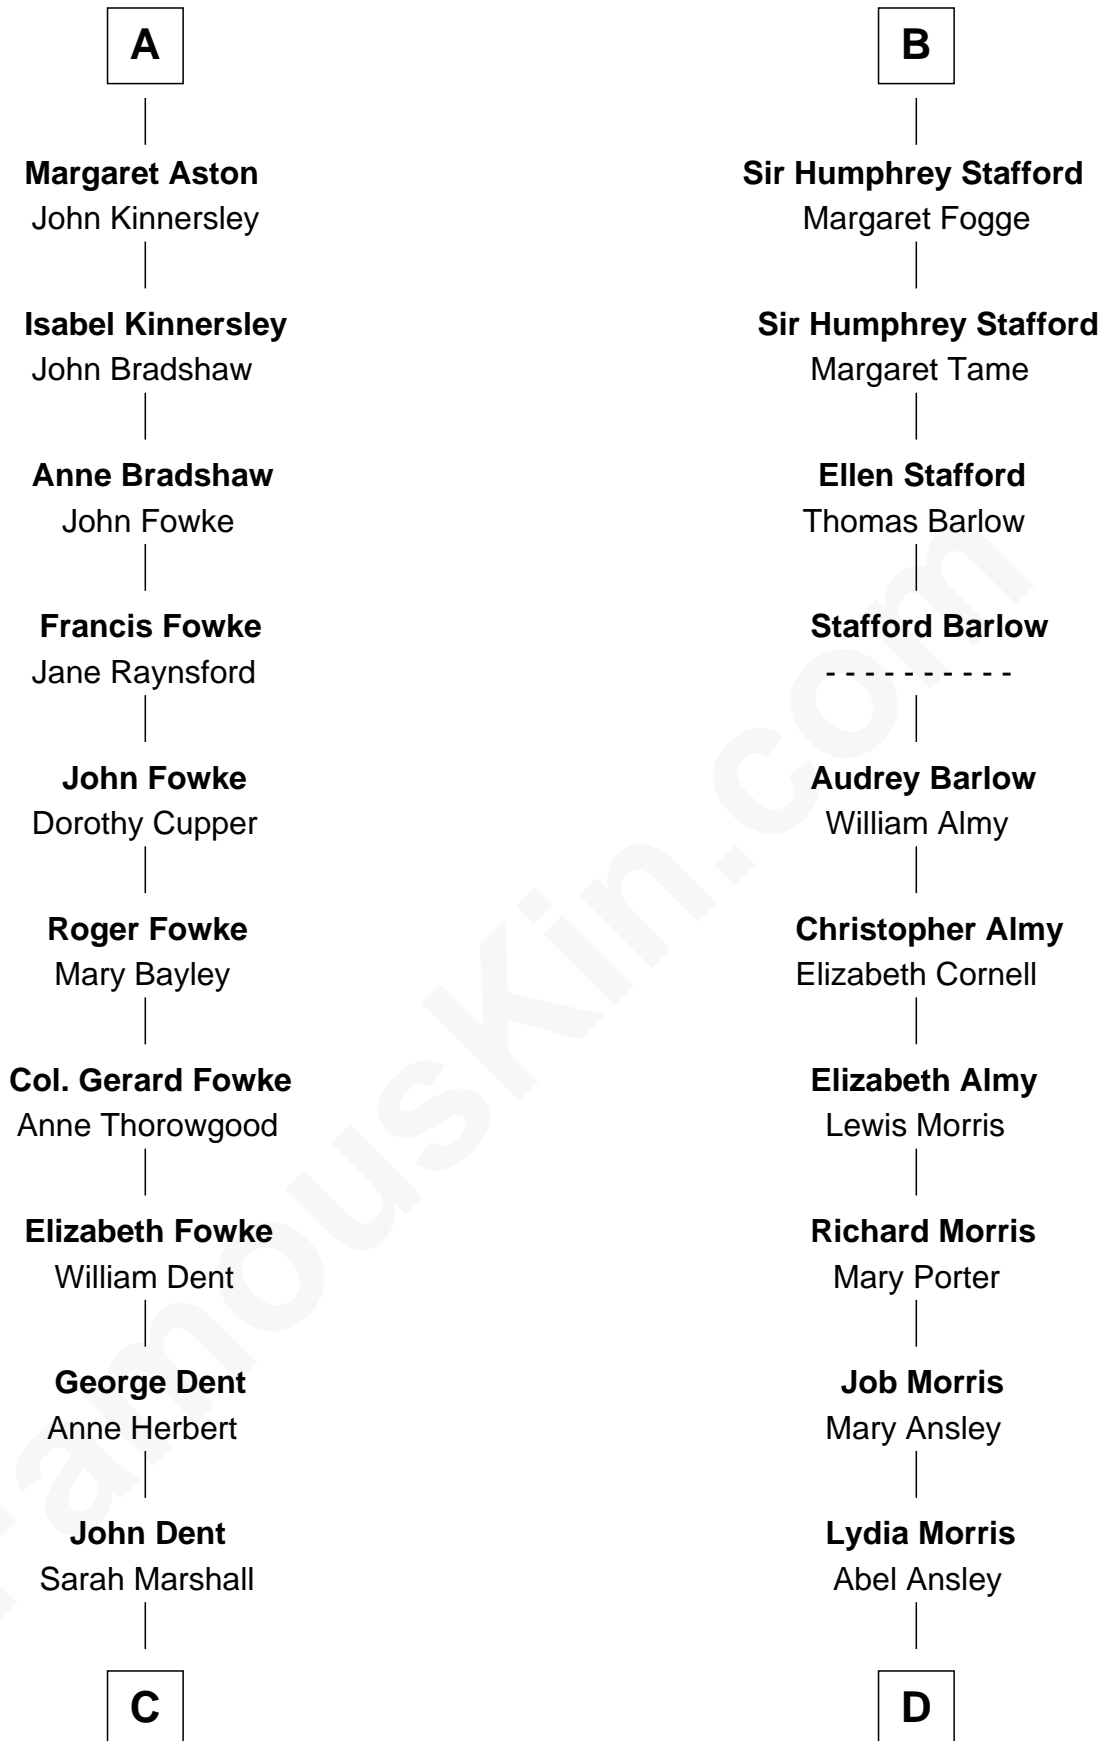 A
Margaret Aston
John Kinnersley
Isabel Kinnersley
John Bradshaw
Anne Bradshaw
John Fowke
Francis Fowke
Jane Raynsford
John Fowke
Dorothy Cupper
Roger Fowke
Mary Bayley
Col. Gerard Fowke
Anne Thorowgood
Elizabeth Fowke
William Dent
George Dent
Anne Herbert
John Dent
Sarah Marshall
C
B
Sir Humphrey Stafford
Margaret Fogge
Sir Humphrey Stafford
Margaret Tame
Ellen Stafford
Thomas Barlow
Stafford Barlow
- - - - - - - - - -
Audrey Barlow
William Almy
Christopher Almy
Elizabeth Cornell
Elizabeth Almy
Lewis Morris
Richard Morris
Mary Porter
Job Morris
Mary Ansley
Lydia Morris
Abel Ansley
D
FamousKin.com